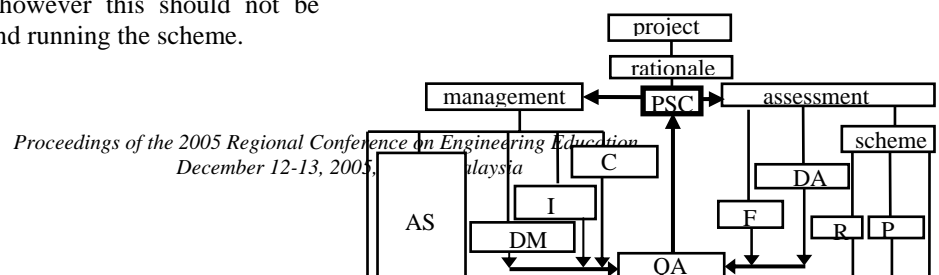 however this should not be
nd running the scheme.
project
rationale
management
PSC
assessment
Proceedings of the 2005 Regional Conference on Engineering Education
December 12-13, 2005, alaysia
scheme
C
DA
I
AS
F
R
P
DM
OA